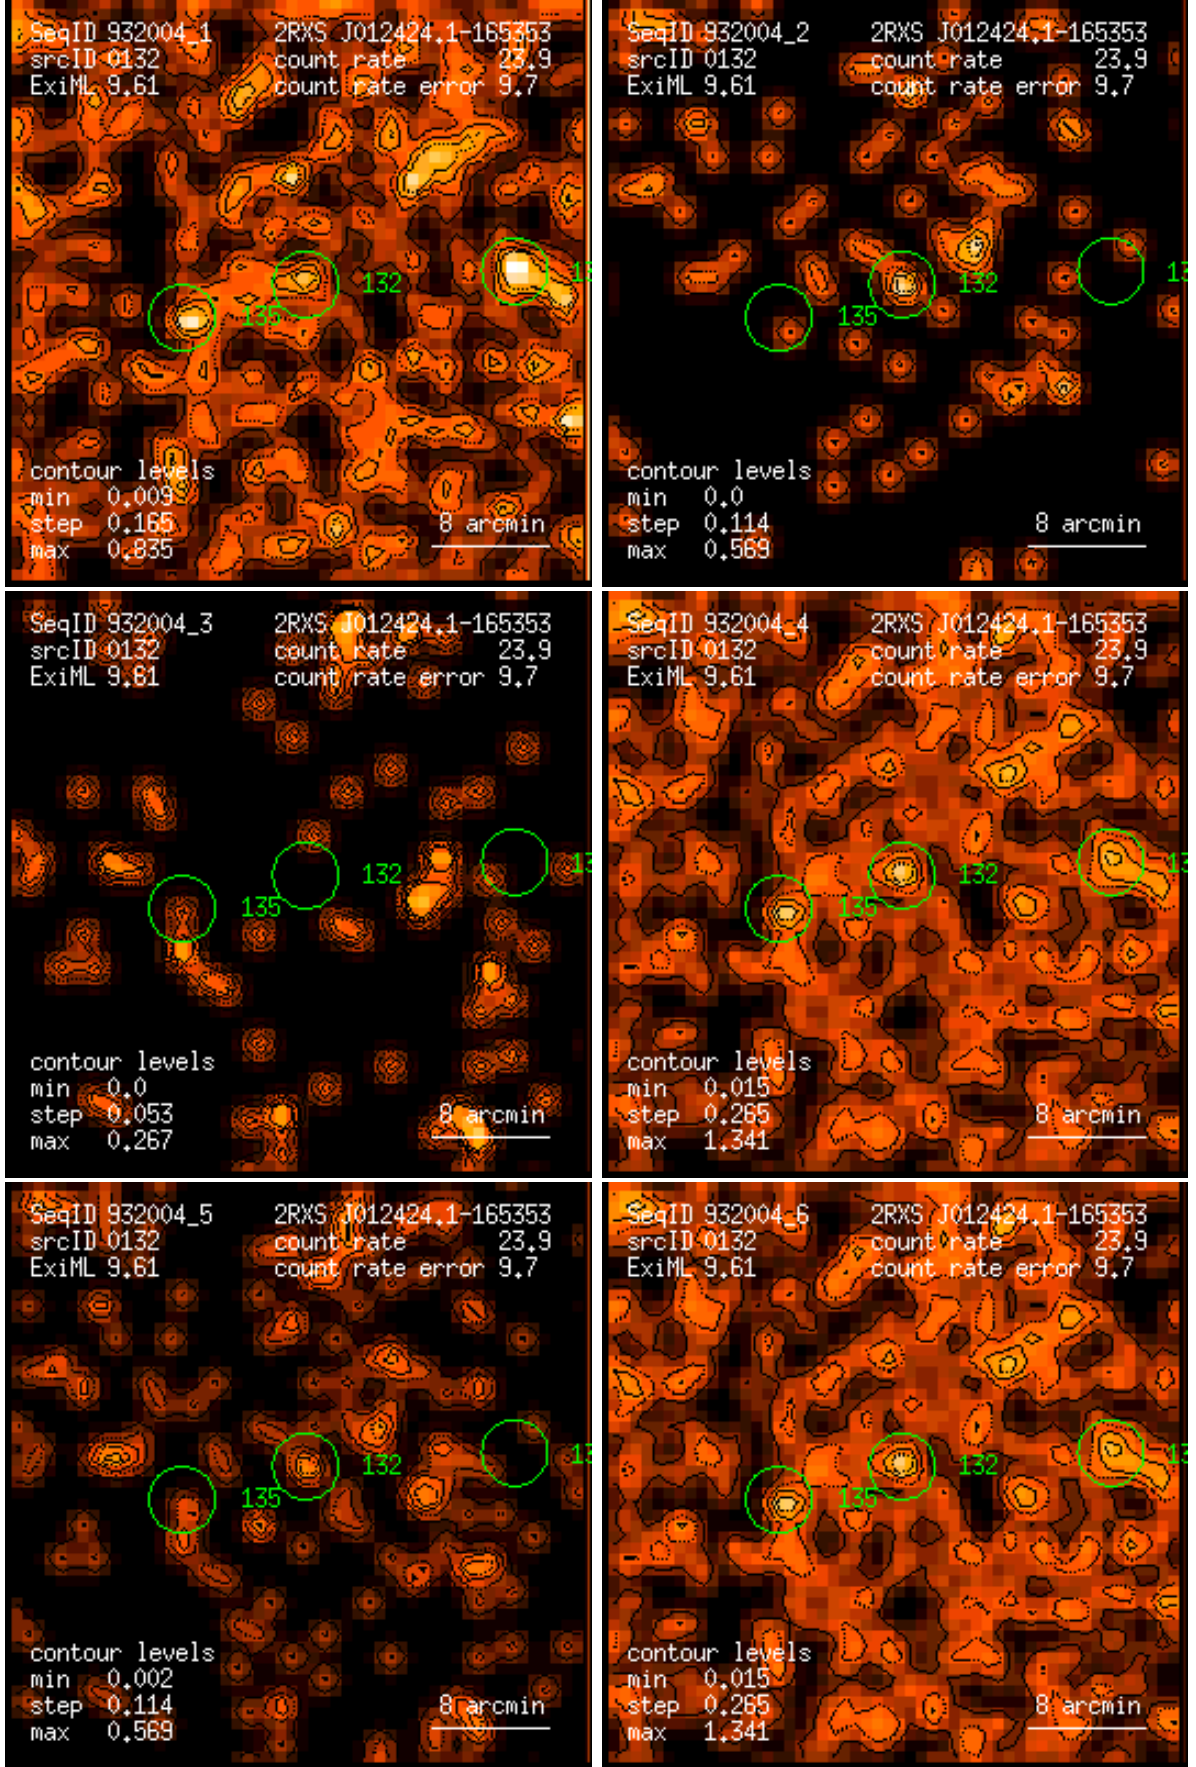 SeqID 932004_1 2RXS J012424.1-165353
srcID 0132 count rate 23.9
ExiML 9.61 count rate error 9.7
132
135
13
contour levels
min 0.009
step 0.165
max 0.835
8 arcmin
SeqID 932004_2 2RXS J012424.1-165353
srcID 0132 count rate 23.9
ExiML 9.61 count rate error 9.7
132
135
13
contour levels
min 0.0
step 0.114
max 0.569
8 arcmin
SeqID 932004_3 2RXS J012424.1-165353
srcID 0132 count rate 23.9
ExiML 9.61 count rate error 9.7
132
135
13
contour levels
min 0.0
step 0.053
max 0.267
8 arcmin
SeqID 932004_4 2RXS J012424.1-165353
srcID 0132 count rate 23.9
ExiML 9.61 count rate error 9.7
132
135
13
contour levels
min 0.015
step 0.265
max 1.341
8 arcmin
SeqID 932004_5 2RXS J012424.1-165353
srcID 0132 count rate 23.9
ExiML 9.61 count rate error 9.7
132
135
13
contour levels
min 0.002
step 0.114
max 0.569
8 arcmin
SeqID 932004_6 2RXS J012424.1-165353
srcID 0132 count rate 23.9
ExiML 9.61 count rate error 9.7
132
135
13
contour levels
min 0.015
step 0.265
max 1.341
8 arcmin